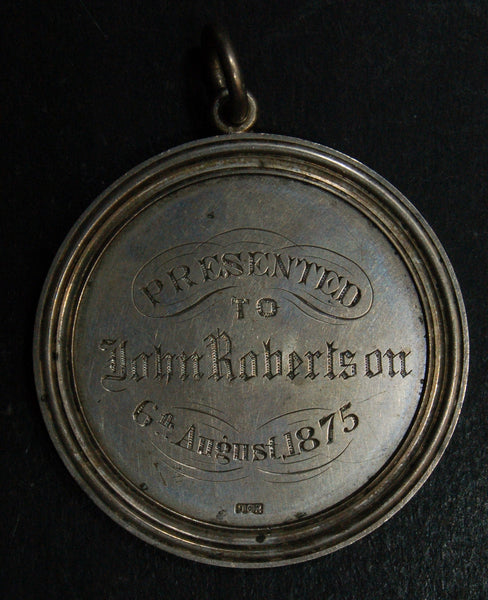 PRESENTED
TO
John Robertson
6th August, 1875